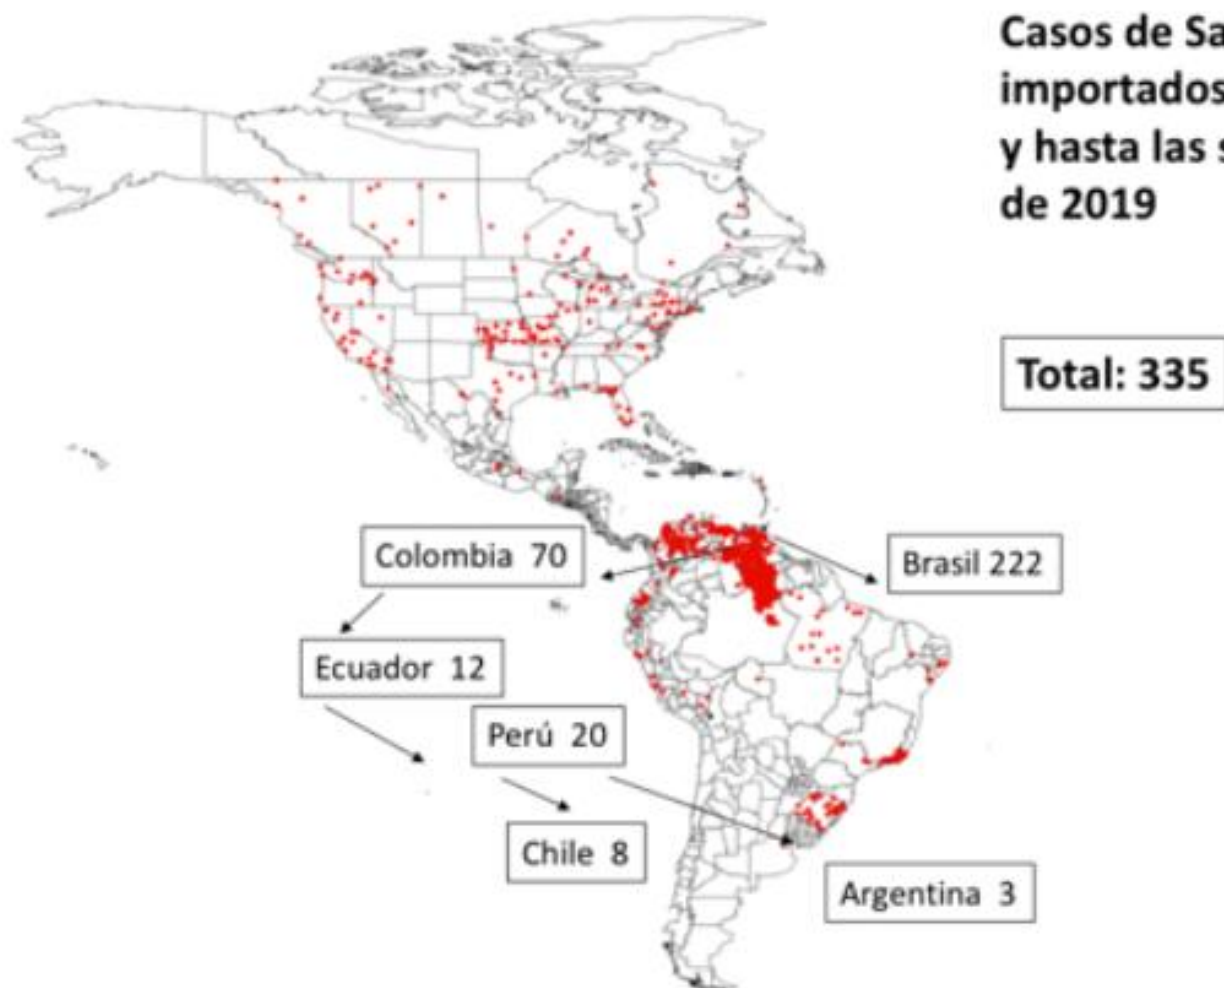 Casos de Sa
importados
y hasta las s
de 2019
Total: 335
Colombia 70
Brasil 222
Ecuador 12
Perú 20
Chile 8
Argentina 3